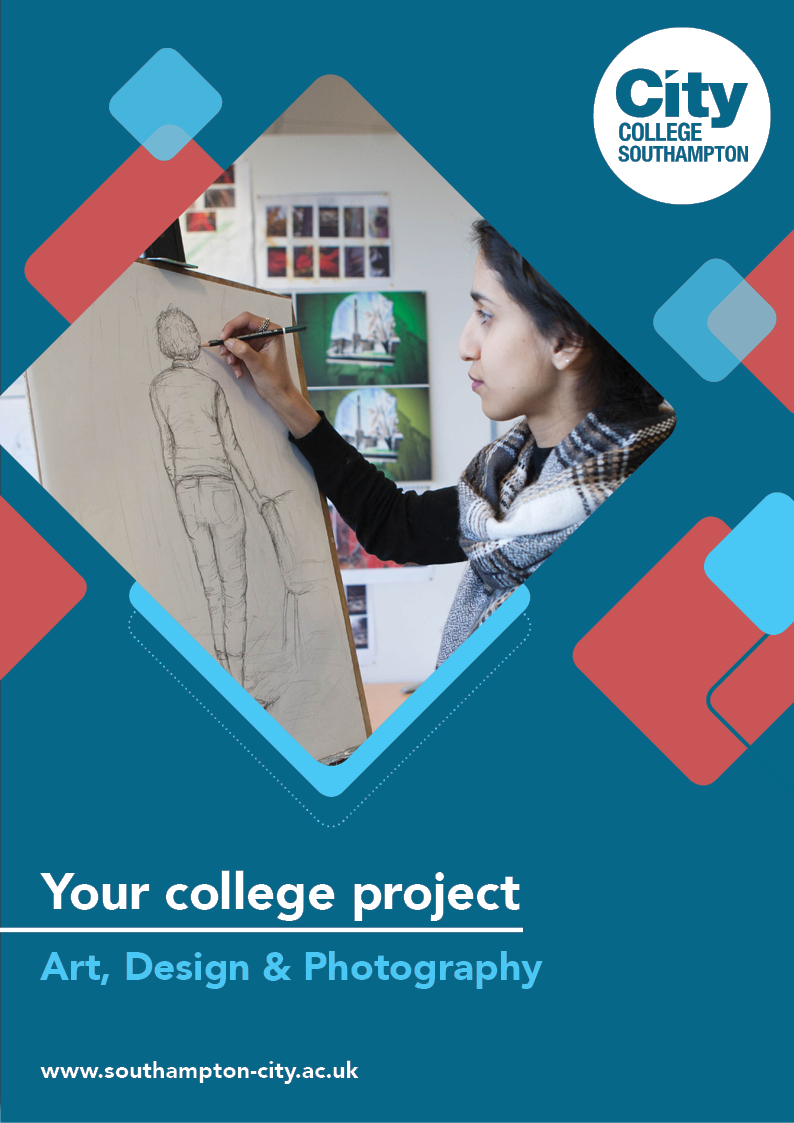 City
COLLEGE
SOUTHAMPTON
Your college project
Art, Design & Photography
www.southampton-city.ac.uk